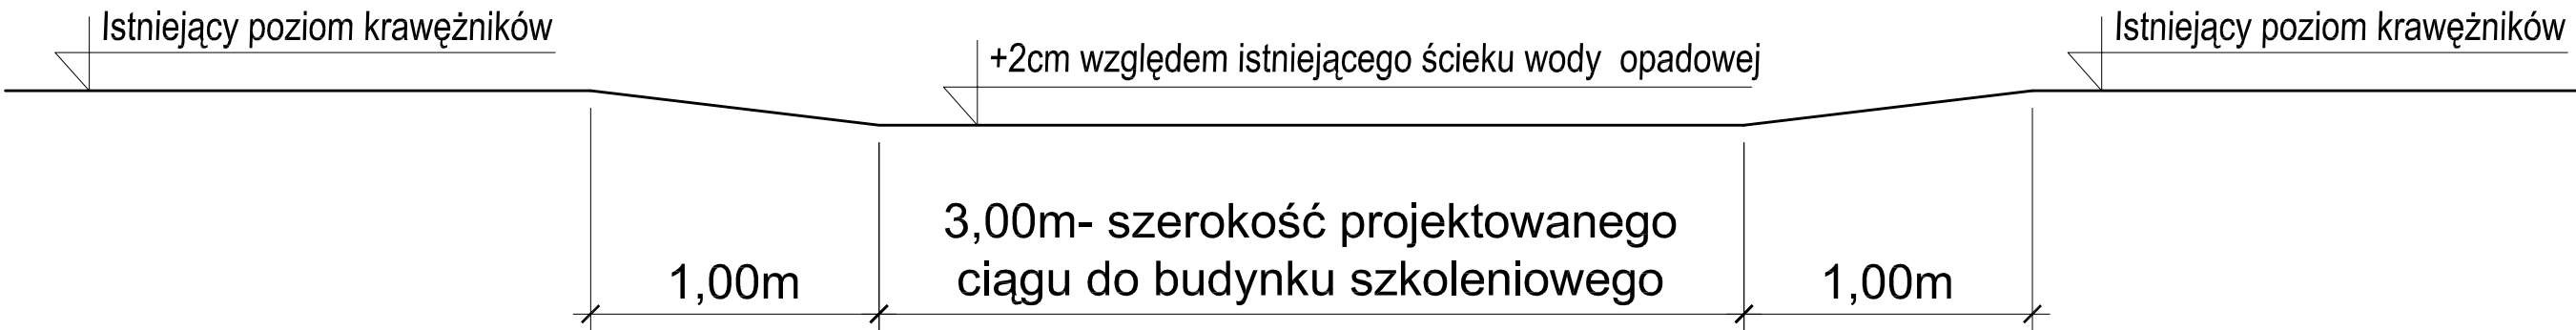 Istniejący poziom krawężników
+2cm względem istniejącego ścieku wody opadowej
Istniejący poziom krawężników
3,00m- szerokość projektowanego
ciągu do budynku szkoleniowego
1,00m
1,00m